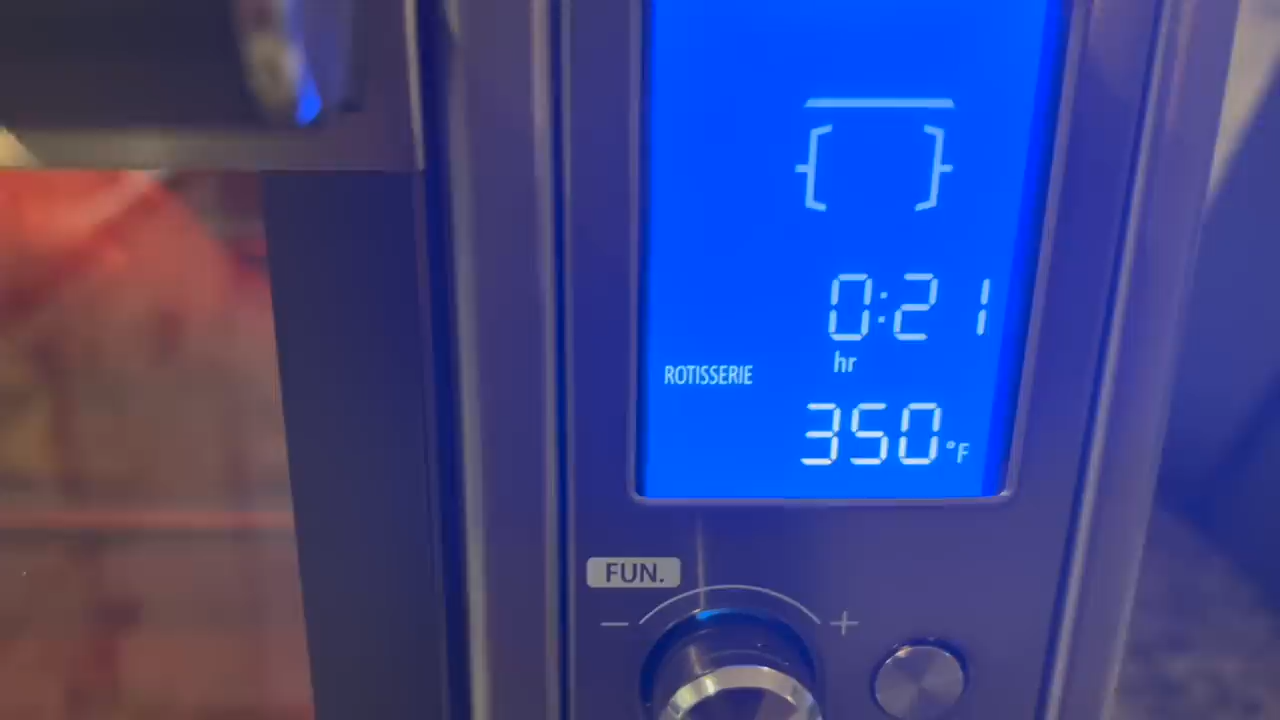 0:21
hr
ROTISSERIE
350°F
FUN.
− +